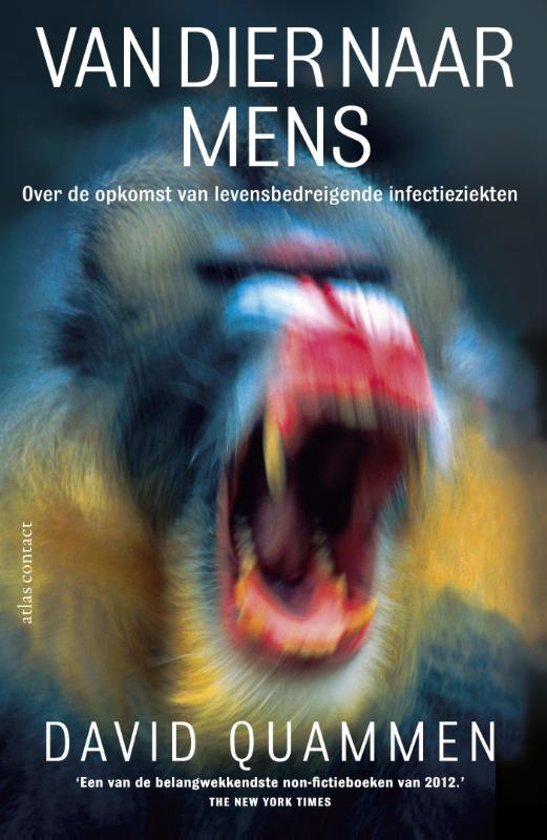 VAN DIER NAAR
MENS
Over de opkomst van levensbedreigende infectieziekten
atlas contact
DAVID QUAMMEN
‘Een van de belangwekkendste non-fictieboeken van 2012.’
THE NEW YORK TIMES